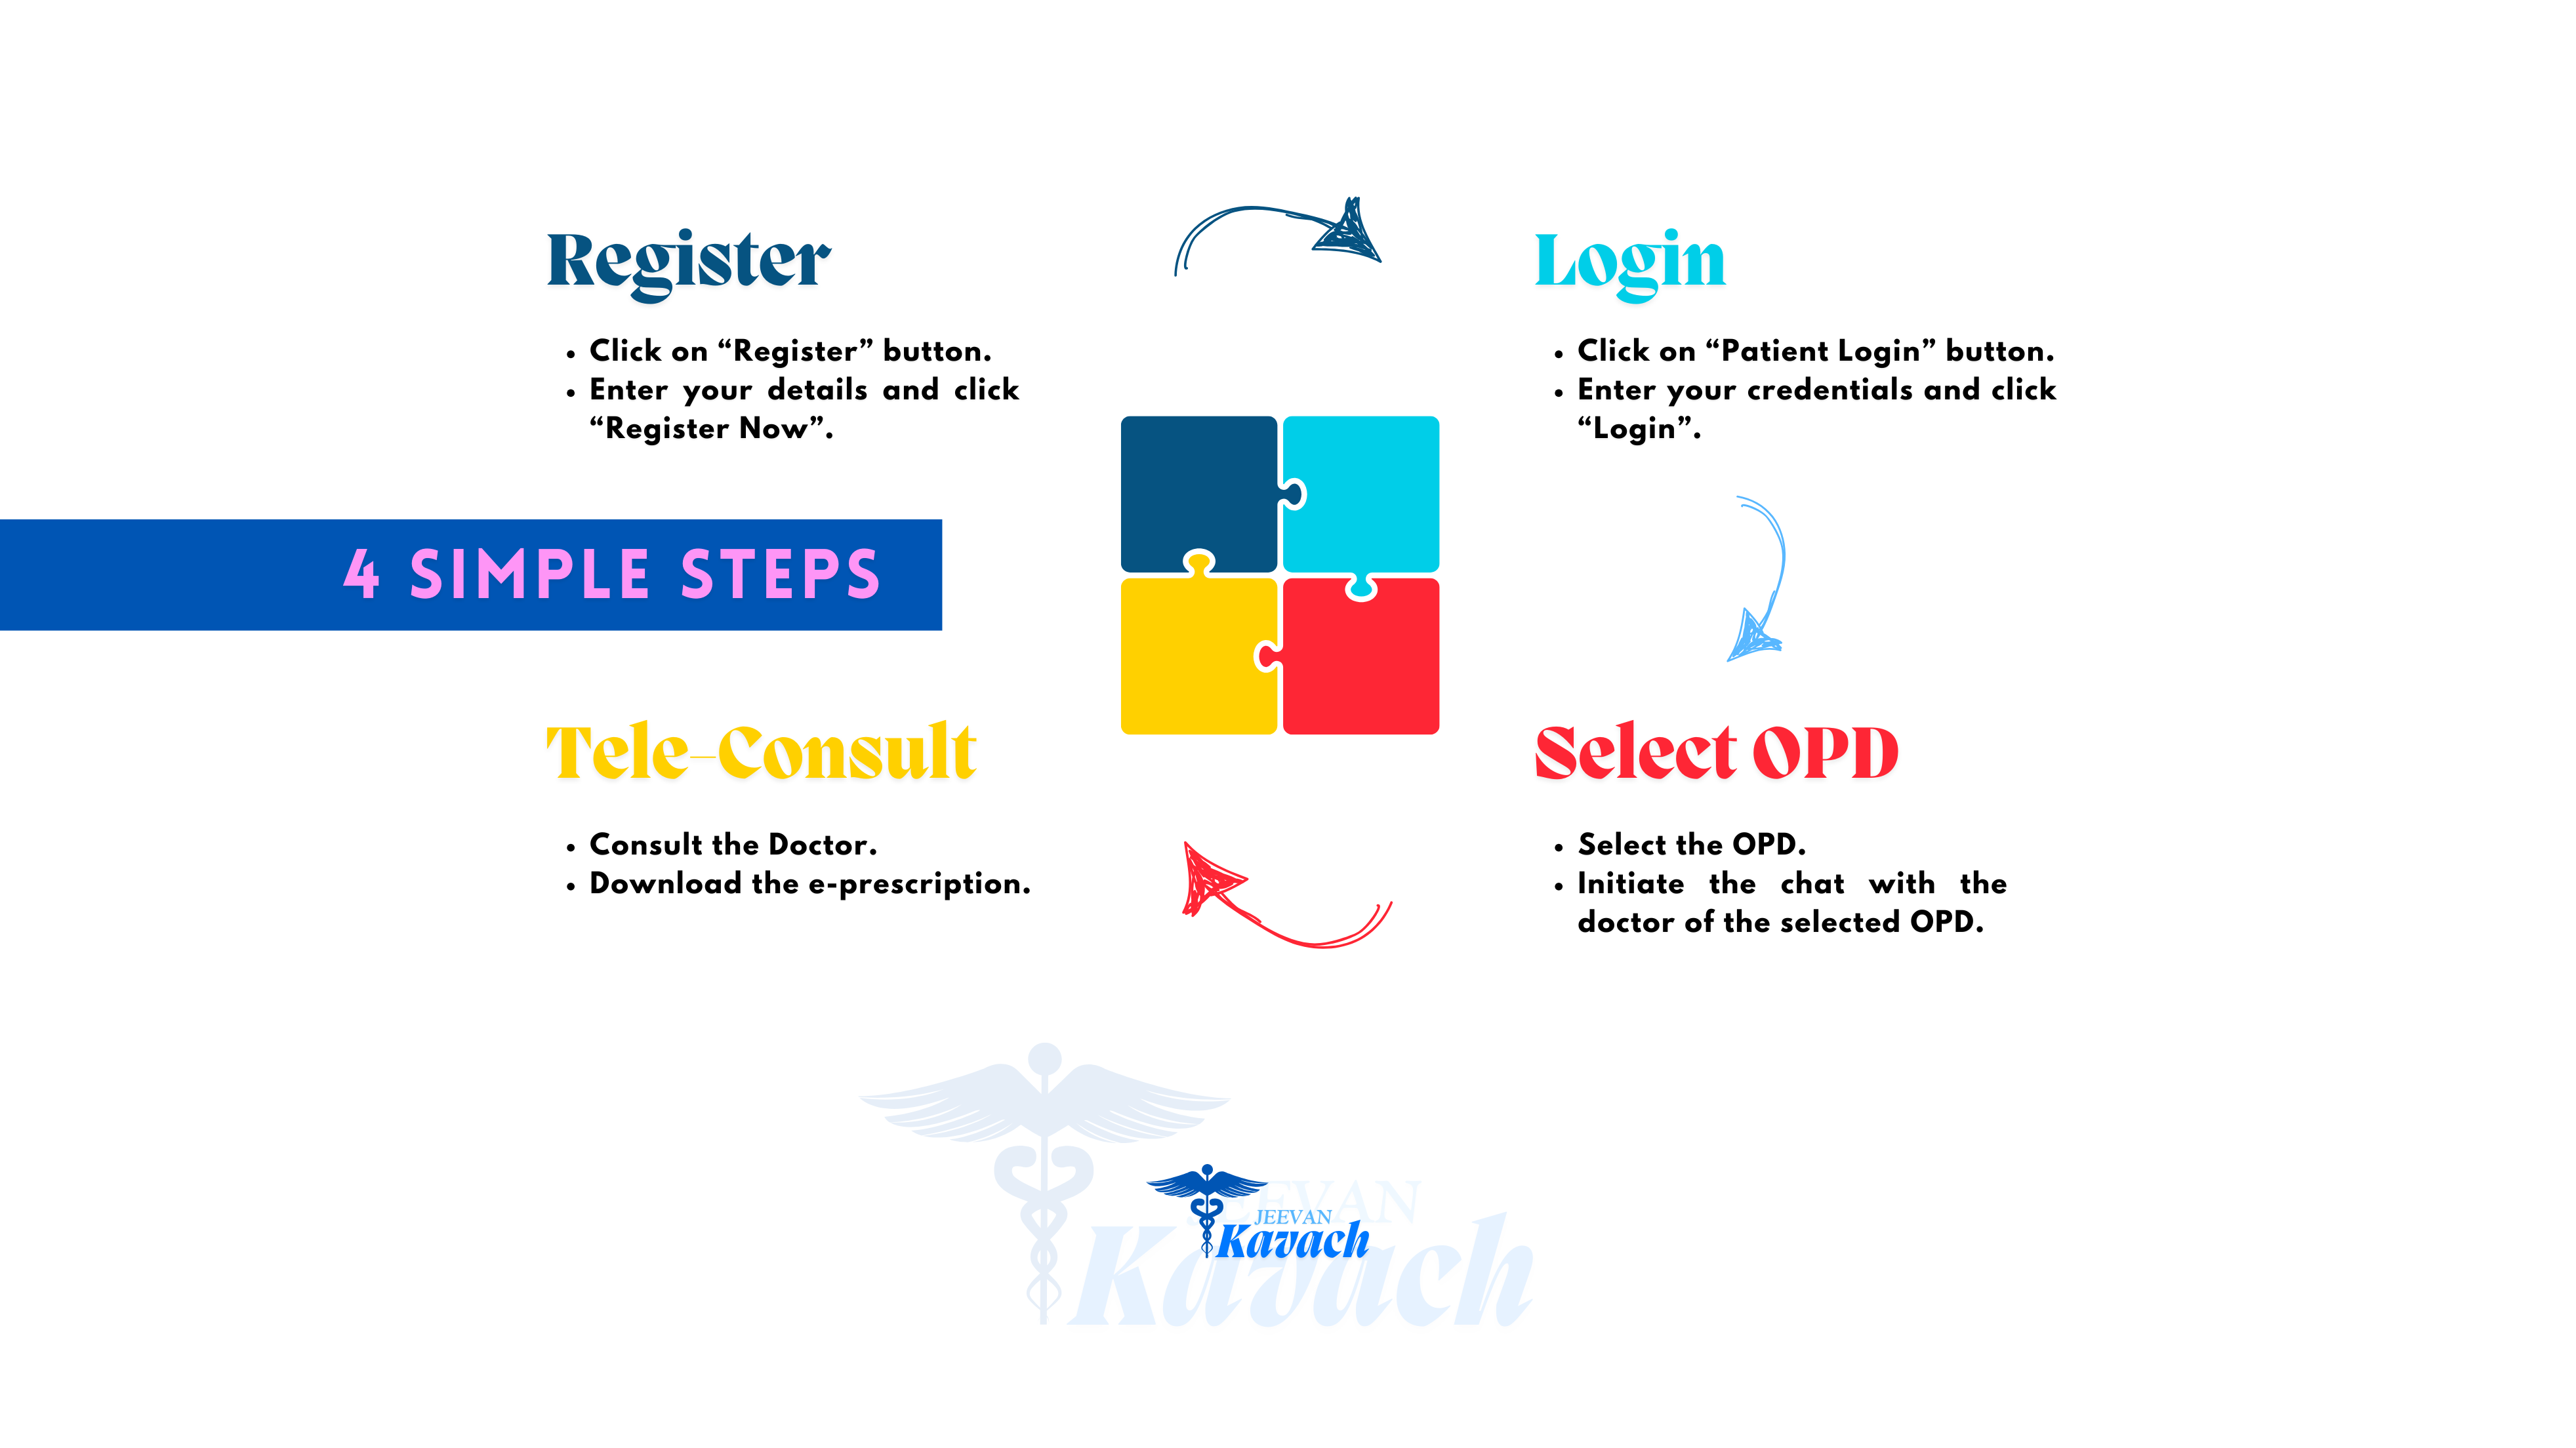 Register
• Click on “Register” button.
• Enter your details and click
“Register Now”.
Login
• Click on “Patient Login” button.
• Enter your credentials and click
“Login”.
4 SIMPLE STEPS
Tele-Consult
• Consult the Doctor.
• Download the e-prescription.
Select OPD
• Select the OPD.
• Initiate the chat with the
doctor of the selected OPD.
JEEVAN
Kavach
JEEVAN
Kavach